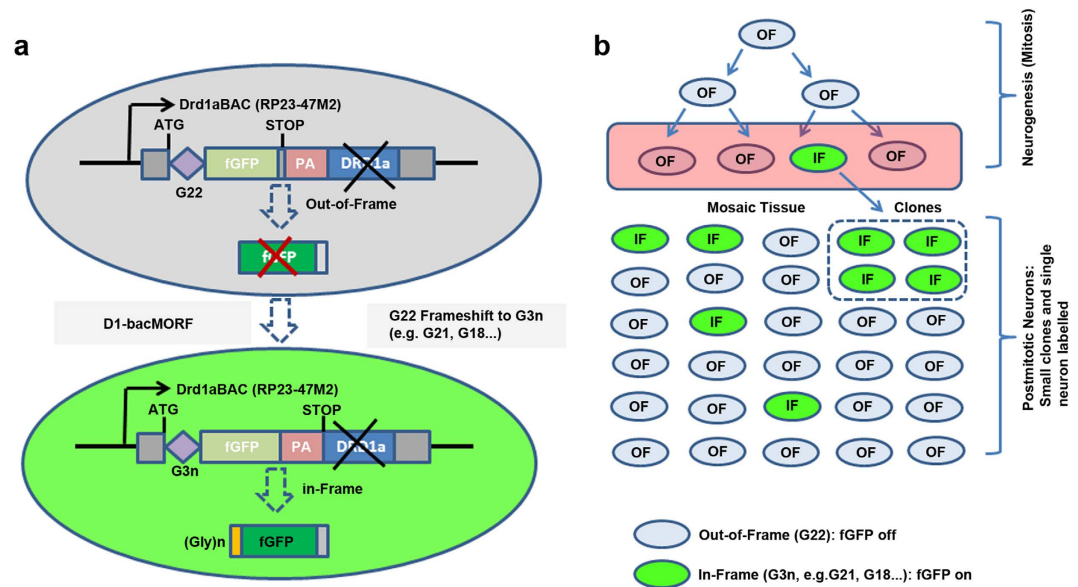 a
Drd1aBAC (RP23-47M2)
ATG
STOP
fGFP
PA
DRD1a
G22
Out-of-Frame
fGFP
D1-bacMORF
G22 Frameshift to G3n
(e.g. G21, G18...)
Drd1aBAC (RP23-47M2)
ATG
STOP
fGFP
PA
DRD1a
G3n
in-Frame
(Gly)n
fGFP
b
OF
OF
OF
OF
OF
IF
OF
Neurogenesis (Mitosis)
Mosaic Tissue
Clones
IF
IF
OF
IF
IF
OF
OF
OF
IF
IF
OF
IF
OF
OF
OF
OF
OF
OF
OF
OF
OF
OF
IF
OF
OF
OF
OF
OF
OF
OF
Postmitotic Neurons:
Small clones and single
neuron labelled
Out-of-Frame (G22): fGFP off
In-Frame (G3n, e.g.G21, G18...): fGFP on